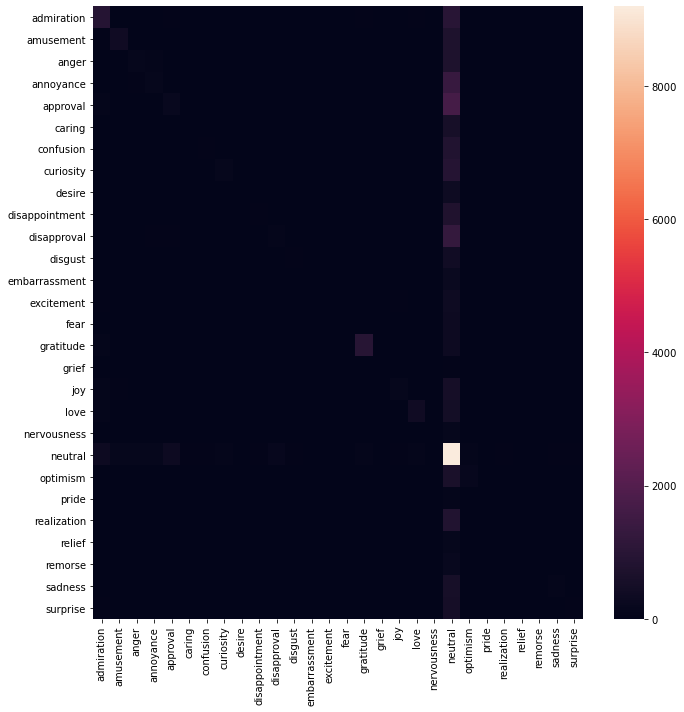 admiration
amusement
anger
annoyance
approval
caring
confusion
curiosity
desire
disappointment
disapproval
disgust
embarrassment
excitement
fear
gratitude
grief
joy
love
nervousness
neutral
optimism
pride
realization
relief
remorse
sadness
surprise
admiration
amusement
anger
annoyance
approval
caring
confusion
curiosity
desire
disappointment
disapproval
disgust
embarrassment
excitement
fear
gratitude
grief
joy
love
nervousness
neutral
optimism
pride
realization
relief
remorse
sadness
surprise
8000
6000
4000
2000
0